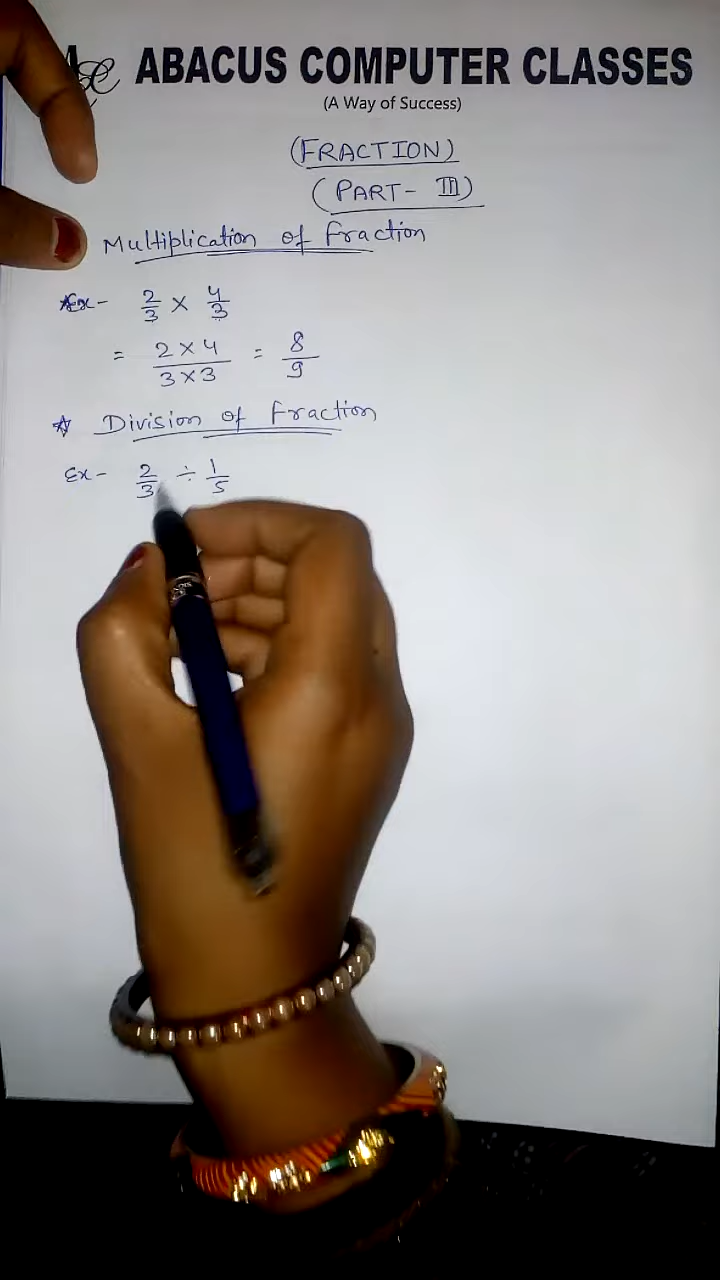 ABACUS COMPUTER CLASSES
(A Way of Success)
(FRACTION)
(PART- III)
Multiplication of Fraction
Ex- 2/3 × 4/3
= 2×4/3×3 = 8/9
☆ Division of Fraction
Ex- 2/3 ÷ 1/5